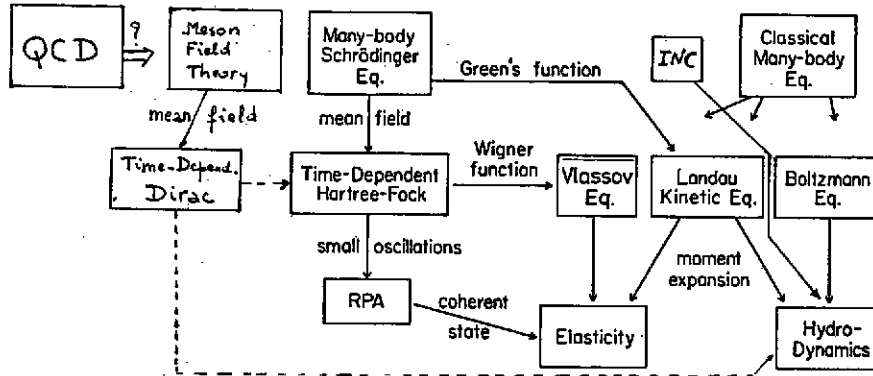 QCD
?
Meson
Field
Theory
Many-body
Schrödinger
Eq.
Green's function
INC
Classical
Many-body
Eq.
mean field
mean field
Time-Depend.
Dirac
Time-Dependent
Hartree-Fock
Wigner
function
Vlassov
Eq.
Landau
Kinetic Eq.
Boltzmann
Eq.
small oscillations
moment
expansion
RPA
coherent
state
Elasticity
Hydro-
Dynamics